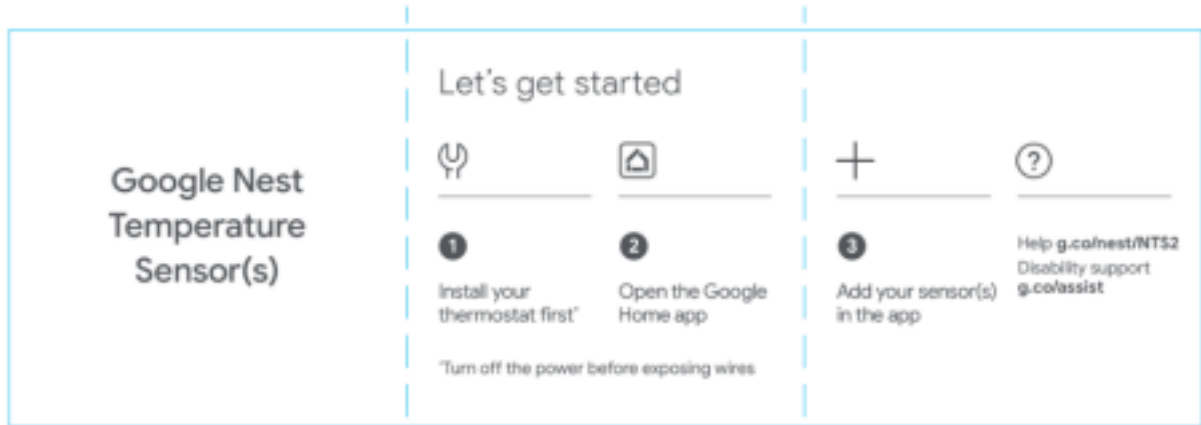 Google Nest
Temperature
Sensor(s)
Let's get started
1
Install your
thermostat first*
2
Open the Google
Home app
*Turn off the power before exposing wires
3
Add your sensor(s)
in the app
?
Help g.co/nest/NTS2
Disability support
g.co/assist